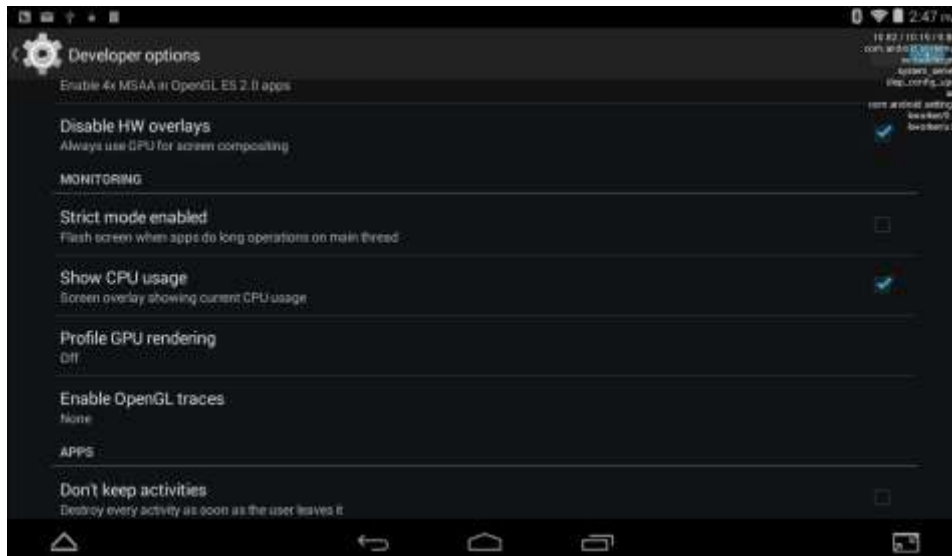 2:47 PM
Developer options
Enable 4x MSAA in OpenGL ES 2.0 apps
Disable HW overlays
Always use GPU for screen compositing
MONITORING
Strict mode enabled
Flash screen when apps do long operations on main thread
Show CPU usage
Screen overlay showing current CPU usage
Profile GPU rendering
Off
Enable OpenGL traces
None
APPS
Don't keep activities
Destroy every activity as soon as the user leaves it